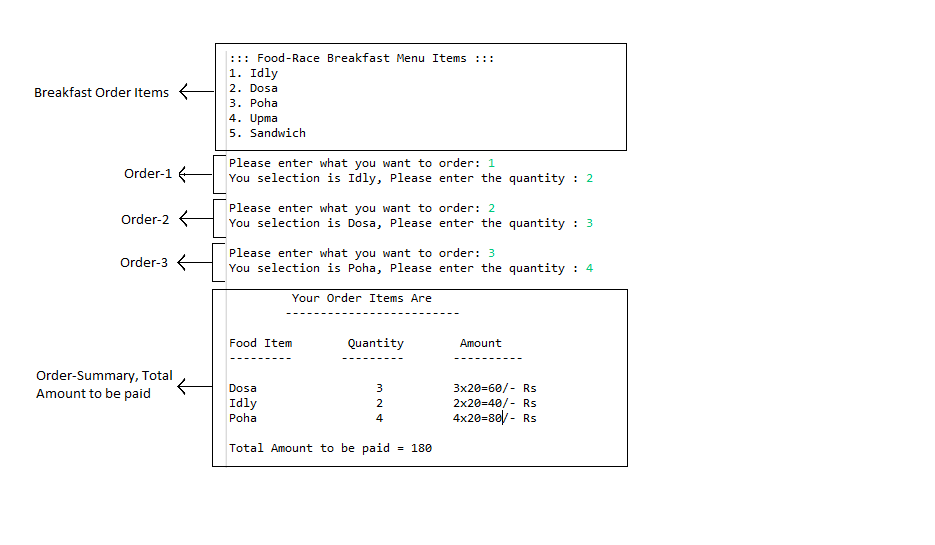 ::: Food-Race Breakfast Menu Items :::
1. Idly
Breakfast Order Items
2. Dosa
3. Poha
4. Upma
5. Sandwich
Order-1
Please enter what you want to order: 1
You selection is Idly, Please enter the quantity : 2
Order-2
Please enter what you want to order: 2
You selection is Dosa, Please enter the quantity : 3
Order-3
Please enter what you want to order: 3
You selection is Poha, Please enter the quantity : 4
Your Order Items Are
-------------------------
Food Item Quantity Amount
--------- --------- ----------
Order-Summary, Total
Amount to be paid
Dosa 3 3x20=60/- Rs
Idly 2 2x20=40/- Rs
Poha 4 4x20=80/- Rs
Total Amount to be paid = 180